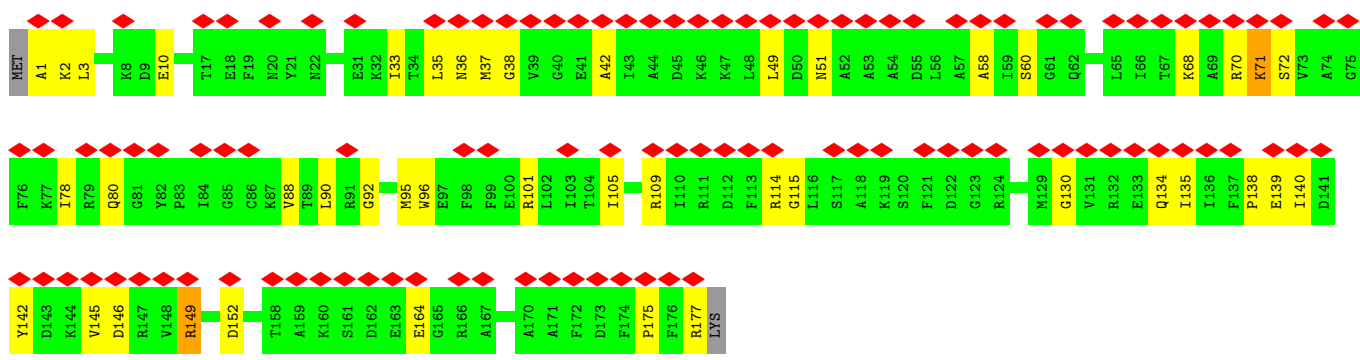 MET A1 K2 L3 K8 D9 E10 T17 E18 F19 N20 Y21 N22 E31 K32 I33 T34 L35 N36 M37 G38 V39 G40 E41 A42 I43 A44 D45 K46 K47 L48 L49 D50 N51 A52 A53 A54 D55 L56 A57 A58 I59 S60 G61 Q62 L65 I66 T67 K68 A69 R70 K71 S72 V73 A74 G75
F76 K77 I78 R79 Q80 G81 Y82 P83 I84 G85 C86 K87 V88 T89 L90 R91 G92 M95 W96 E97 F98 F99 E100 R101 L102 I103 T104 I105 R109 I110 R111 D112 F113 R114 G115 L116 S117 A118 K119 S120 F121 D122 G123 R124 M129 G130 V131 R132 E133 Q134 I135 I136 F137 P138 E139 I140 D141
Y142 D143 K144 V145 D146 R147 V148 R149 D152 T158 A159 K160 S161 D162 E163 E164 G165 R166 A167 A170 A171 F172 D173 F174 P175 F176 R177 LYS